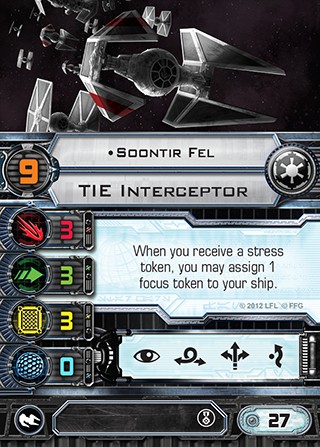 •Soontir Fel
9
TIE Interceptor
3
When you receive a stress
token, you may assign 1
focus token to your ship.
3
© 2012 LFL © FFG
3
0
27